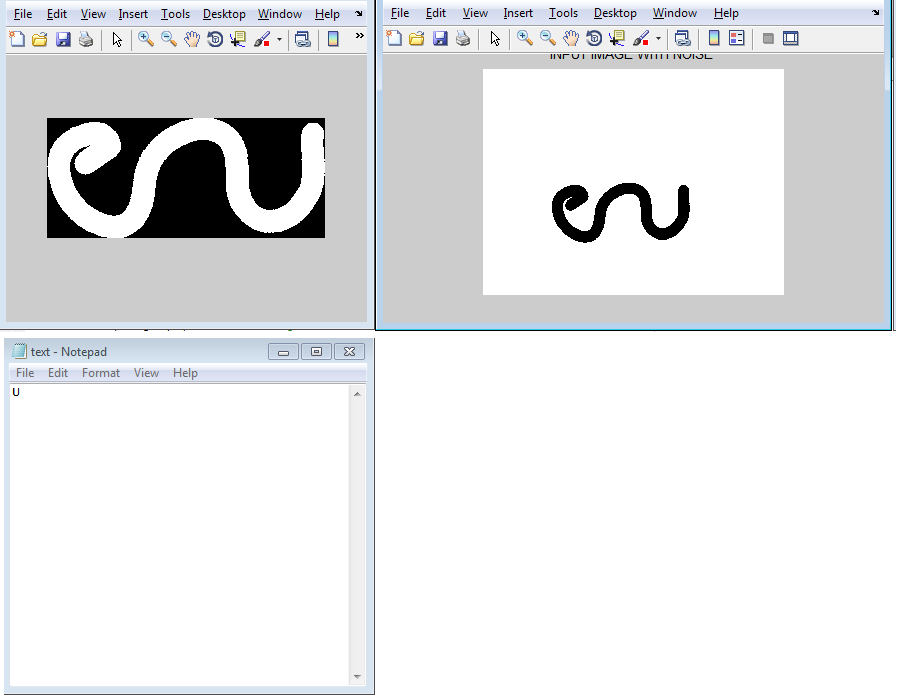 File Edit View Insert Tools Desktop Window Help
File Edit View Insert Tools Desktop Window Help
INPUT IMAGE WITH NOISE
text - Notepad
File Edit Format View Help
U